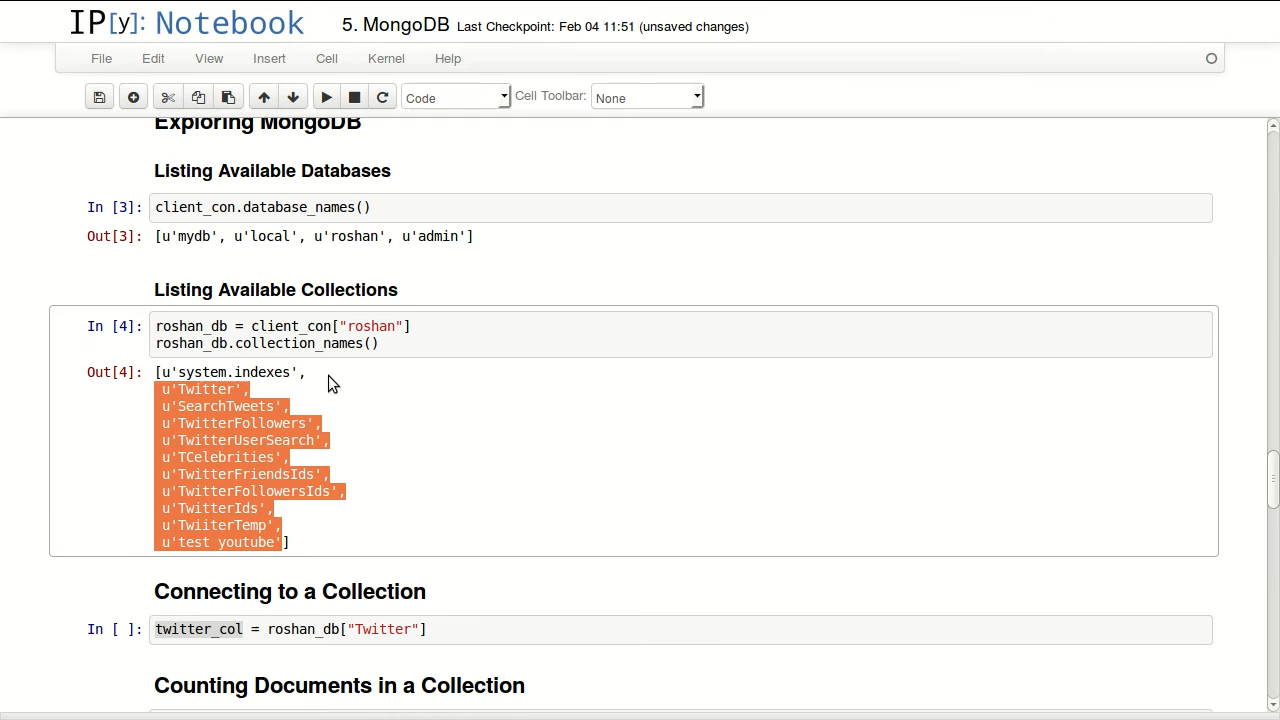 IP[y]: Notebook 5. MongoDB Last Checkpoint: Feb 04 11:51 (unsaved changes)
File Edit View Insert Cell Kernel Help
Code Cell Toolbar: None
Exploring MongoDB
Listing Available Databases
In [3]: client_con.database_names()
Out[3]: [u'mydb', u'local', u'roshan', u'admin']
Listing Available Collections
In [4]: roshan_db = client_con["roshan"]
roshan_db.collection_names()
Out[4]: [u'system.indexes',
u'Twitter',
u'SearchTweets',
u'TwitterFollowers',
u'TwitterUserSearch',
u'TCelebrities',
u'TwitterFriendsIds',
u'TwitterFollowersIds',
u'TwitterIds',
u'TwiiterTemp',
u'test_youtube']
Connecting to a Collection
In [ ]: twitter_col = roshan_db["Twitter"]
Counting Documents in a Collection